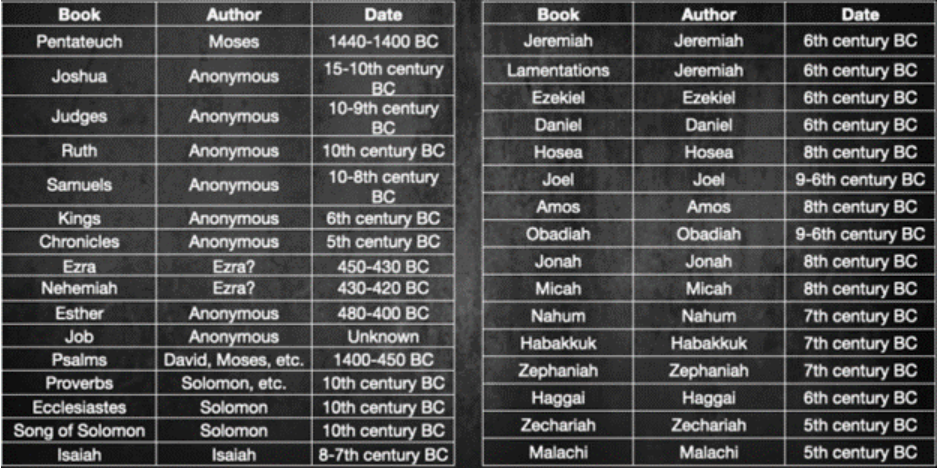 Book Author Date
Pentateuch Moses 1440-1400 BC
Joshua Anonymous 15-10th century
BC
Judges Anonymous 10-9th century
BC
Ruth Anonymous 10th century BC
Samuels Anonymous 10-8th century
BC
Kings Anonymous 6th century BC
Chronicles Anonymous 5th century BC
Ezra Ezra? 450-430 BC
Nehemiah Ezra? 430-420 BC
Esther Anonymous 480-400 BC
Job Anonymous Unknown
Psalms David, Moses, etc. 1400-450 BC
Proverbs Solomon, etc. 10th century BC
Ecclesiastes Solomon 10th century BC
Song of Solomon Solomon 10th century BC
Isaiah Isaiah 8-7th century BC
Book Author Date
Jeremiah Jeremiah 6th century BC
Lamentations Jeremiah 6th century BC
Ezekiel Ezekiel 6th century BC
Daniel Daniel 6th century BC
Hosea Hosea 8th century BC
Joel Joel 9-6th century BC
Amos Amos 8th century BC
Obadiah Obadiah 9-6th century BC
Jonah Jonah 8th century BC
Micah Micah 8th century BC
Nahum Nahum 7th century BC
Habakkuk Habakkuk 7th century BC
Zephaniah Zephaniah 7th century BC
Haggai Haggai 6th century BC
Zechariah Zechariah 5th century BC
Malachi Malachi 5th century BC